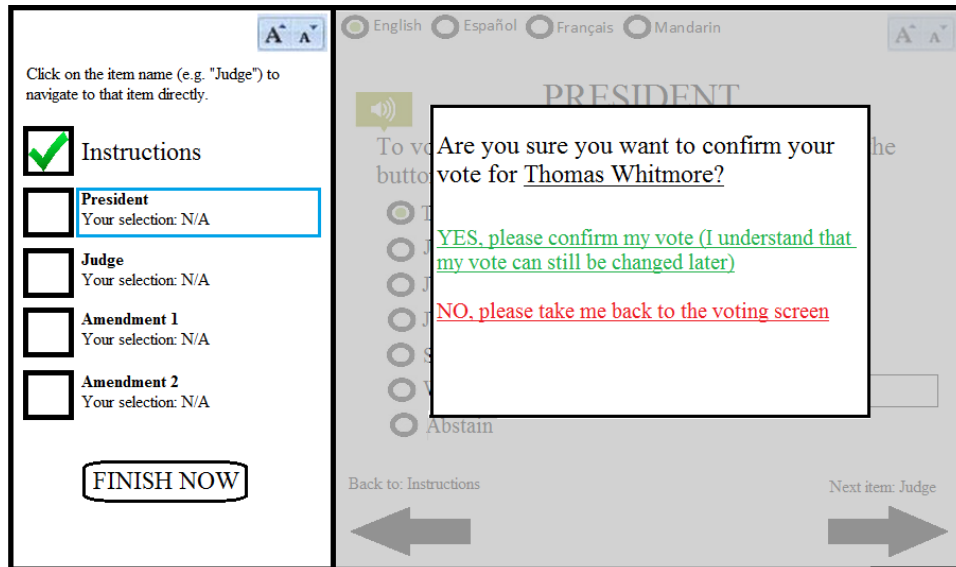 A A
Click on the item name (e.g. "Judge") to
navigate to that item directly.
Instructions
President
Your selection: N/A
Judge
Your selection: N/A
Amendment 1
Your selection: N/A
Amendment 2
Your selection: N/A
FINISH NOW
English Español Français Mandarin
A A
PRESIDENT
To he
Are you sure you want to confirm your
vote for Thomas Whitmore?
YES, please confirm my vote (I understand that
my vote can still be changed later)
NO, please take me back to the voting screen
Abstain
Back to: Instructions
Next item: Judge